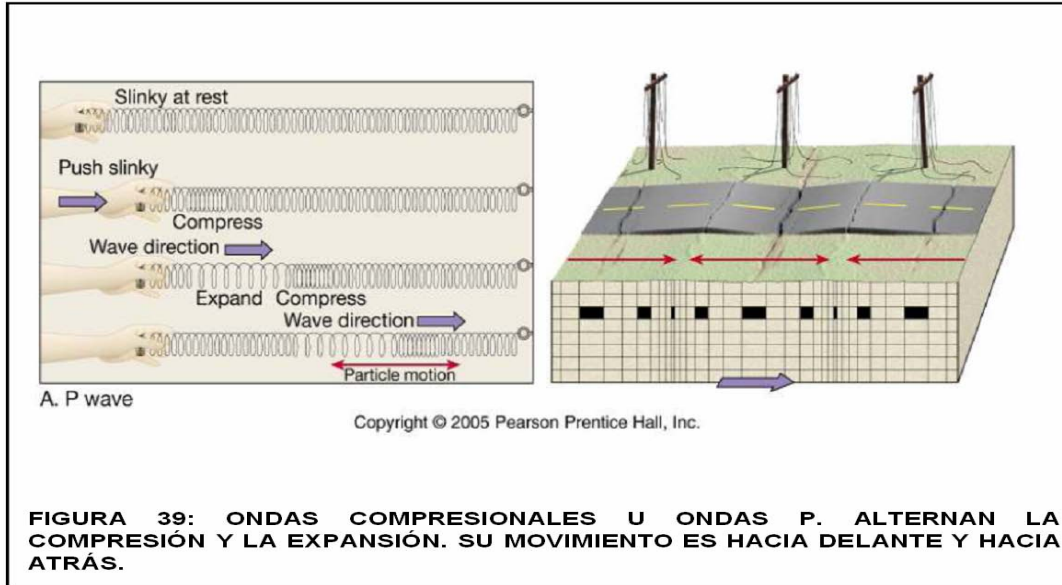 Slinky at rest
Push slinky
Compress
Wave direction
Expand Compress
Wave direction
Particle motion
A. P wave
Copyright © 2005 Pearson Prentice Hall, Inc.
FIGURA 39: ONDAS COMPRESIONALES U ONDAS P. ALTERNAN LA
COMPRESIÓN Y LA EXPANSIÓN. SU MOVIMIENTO ES HACIA DELANTE Y HACIA
ATRÁS.